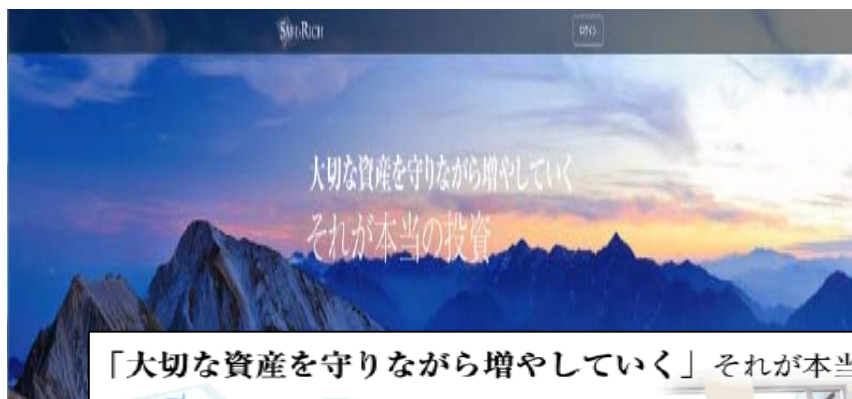 大切な資産を守りながら増やしていく
それが本当の投資
「大切な資産を守りながら増やしていく」それが本当